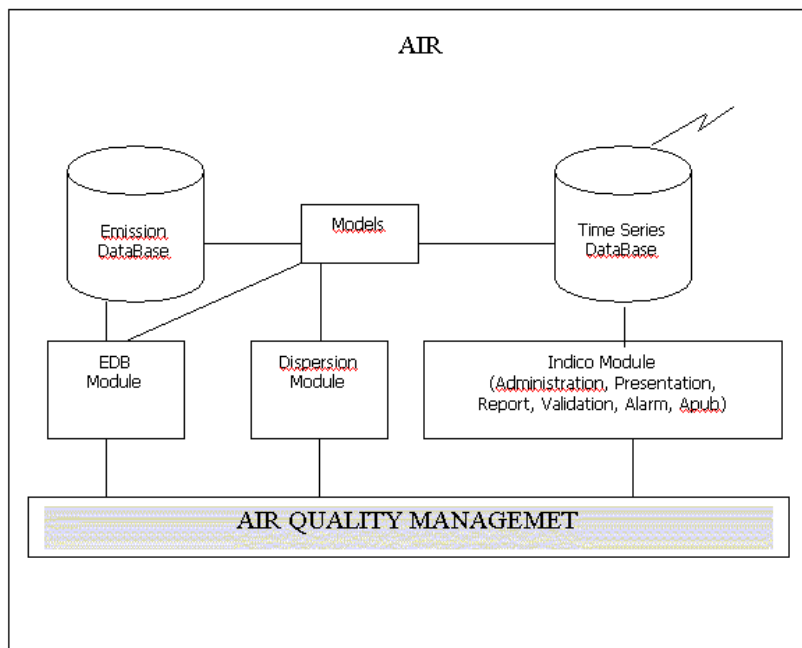 AIR
Emission
DataBase
Models
Time Series
DataBase
EDB
Module
Dispersion
Module
Indico Module
(Administration, Presentation,
Report, Validation, Alarm, Apub)
AIR QUALITY MANAGEMET